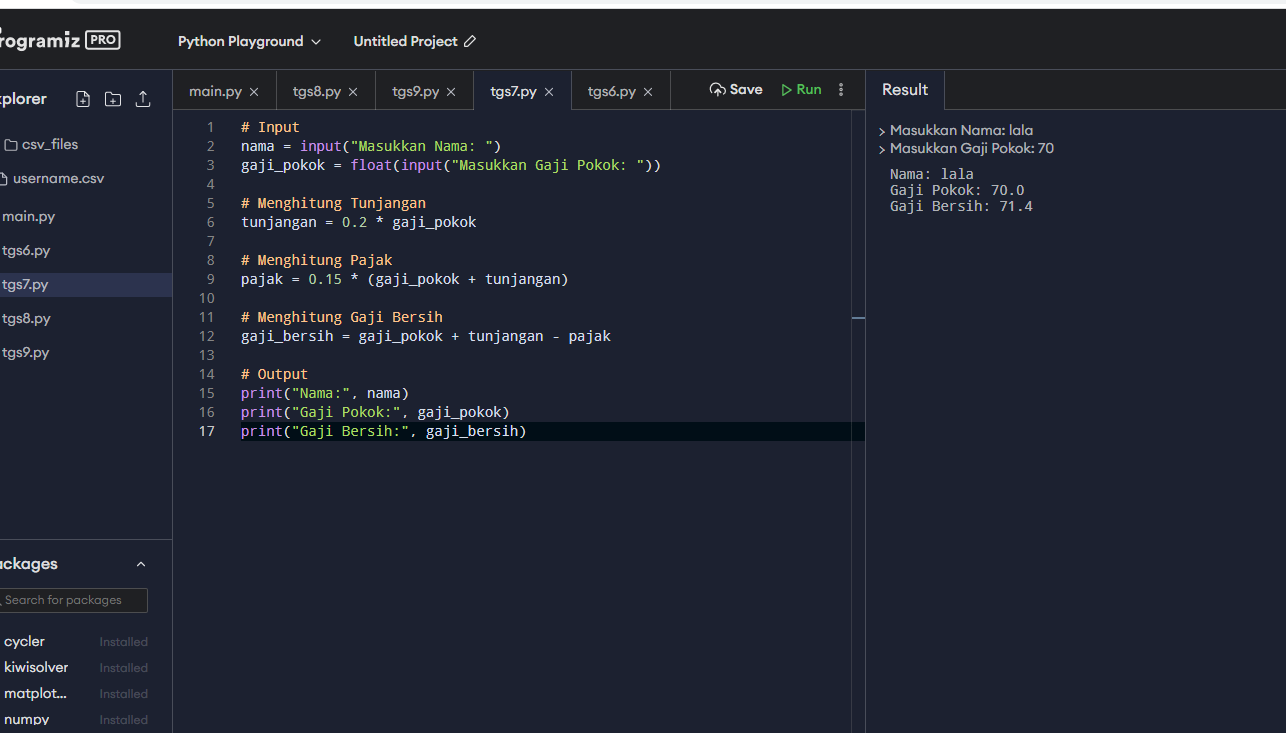 rogramiz PRO
Python Playground
Untitled Project
xplorer
csv_files
username.csv
main.py
tgs6.py
tgs7.py
tgs8.py
tgs9.py
ackages
Search for packages
cycler Installed
kiwisolver Installed
matplot... Installed
numpy Installed
main.py
tgs8.py
tgs9.py
tgs7.py
tgs6.py
Save
Run
1 # Input
2 nama = input("Masukkan Nama: ")
3 gaji_pokok = float(input("Masukkan Gaji Pokok: "))
4
5 # Menghitung Tunjangan
6 tunjangan = 0.2 * gaji_pokok
7
8 # Menghitung Pajak
9 pajak = 0.15 * (gaji_pokok + tunjangan)
10
11 # Menghitung Gaji Bersih
12 gaji_bersih = gaji_pokok + tunjangan - pajak
13
14 # Output
15 print("Nama:", nama)
16 print("Gaji Pokok:", gaji_pokok)
17 print("Gaji Bersih:", gaji_bersih)
Result
> Masukkan Nama: lala
> Masukkan Gaji Pokok: 70
Nama: lala
Gaji Pokok: 70.0
Gaji Bersih: 71.4